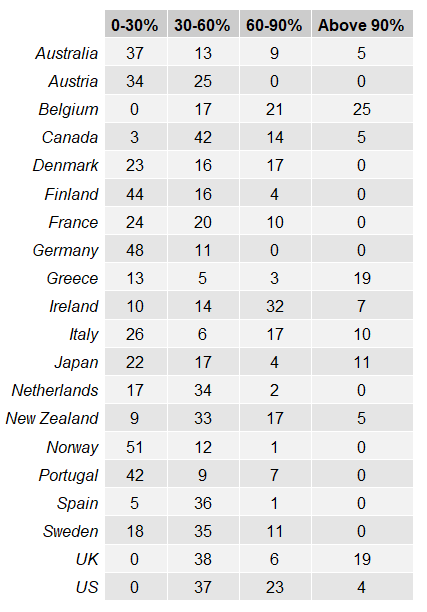 0-30% 30-60% 60-90% Above 90%
Australia 37 13 9 5
Austria 34 25 0 0
Belgium 0 17 21 25
Canada 3 42 14 5
Denmark 23 16 17 0
Finland 44 16 4 0
France 24 20 10 0
Germany 48 11 0 0
Greece 13 5 3 19
Ireland 10 14 32 7
Italy 26 6 17 10
Japan 22 17 4 11
Netherlands 17 34 2 0
New Zealand 9 33 17 5
Norway 51 12 1 0
Portugal 42 9 7 0
Spain 5 36 1 0
Sweden 18 35 11 0
UK 0 38 6 19
US 0 37 23 4